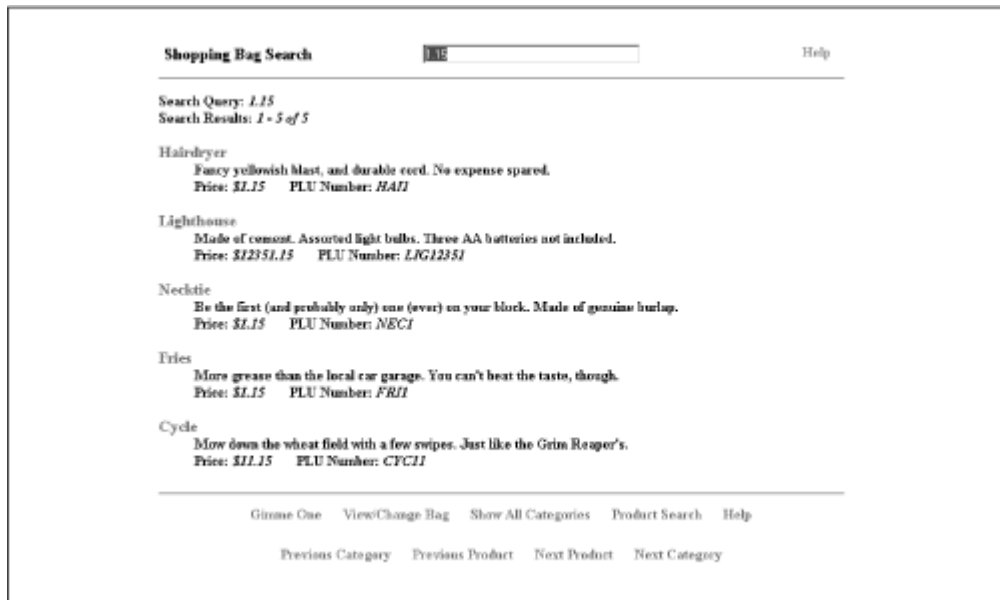 Shopping Bag Search 1.15 Help
Search Query: 1.15
Search Results: 1 - 5 of 5
Hairdryer
Fancy yellowish blast, and durable cord. No expense spared.
Price: $1.15 PLU Number: HAI1
Lighthouse
Made of cement. Assorted light bulbs. Three AA batteries not included.
Price: $12351.15 PLU Number: LIG12351
Necktie
Be the first (and probably only) one (ever) on your block. Made of genuine burlap.
Price: $1.15 PLU Number: NEC1
Fries
More grease than the local car garage. You can't beat the taste, though.
Price: $1.15 PLU Number: FRI1
Cycle
Mow down the wheat field with a few swipes. Just like the Grim Reaper's.
Price: $11.15 PLU Number: CYC11
Gimme One View/Change Bag Show All Categories Product Search Help
Previous Category Previous Product Next Product Next Category